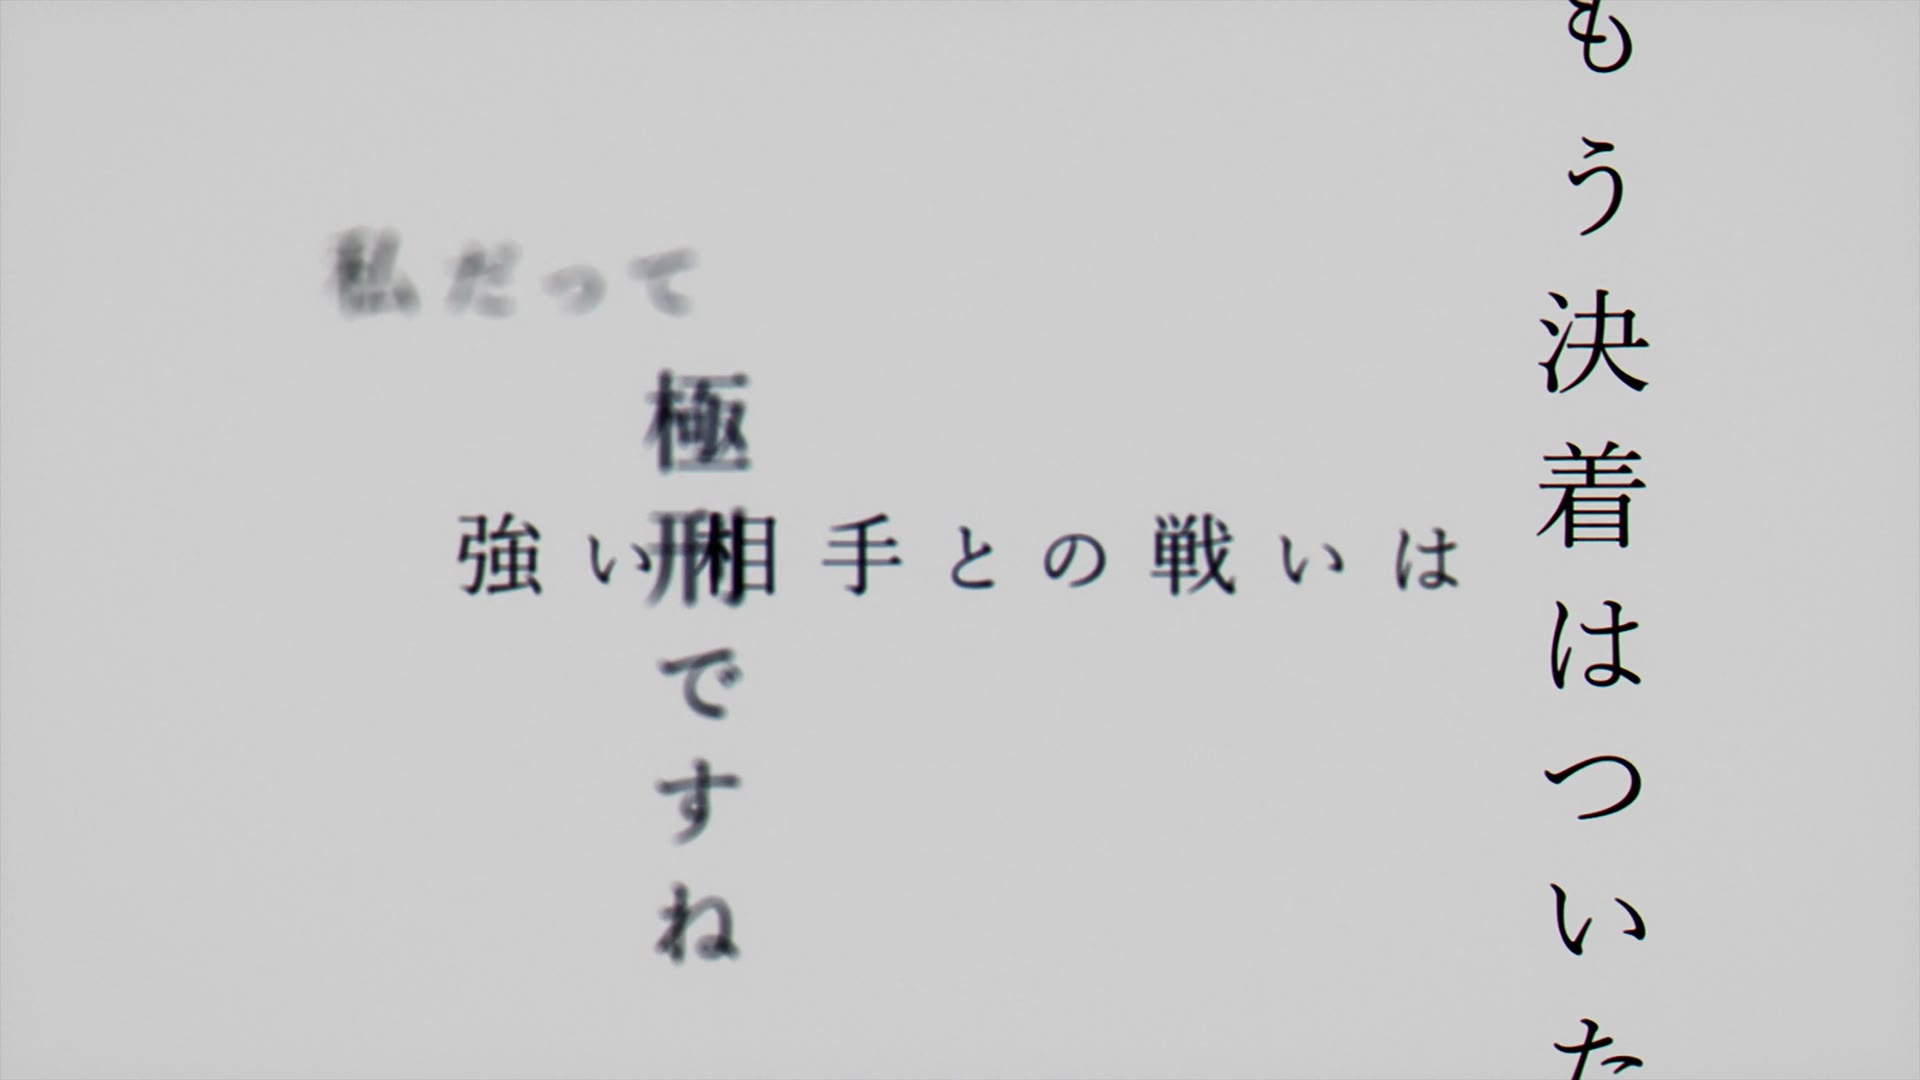 もう決着はついた
強い相手との戦いは
極刑ですね
私だって